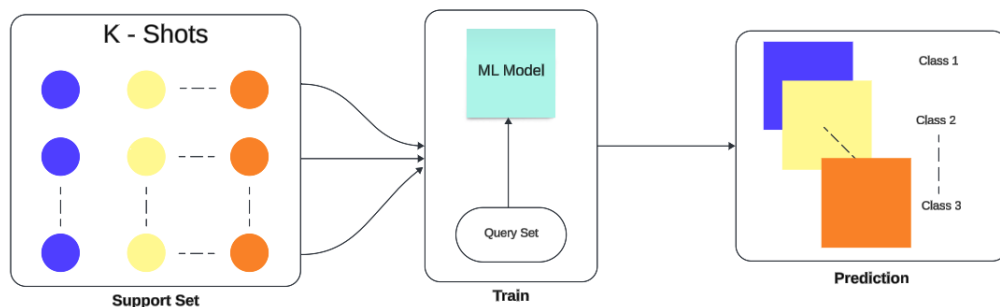 K - Shots
Support Set
ML Model
Query Set
Train
Class 1
Class 2
Class 3
Prediction